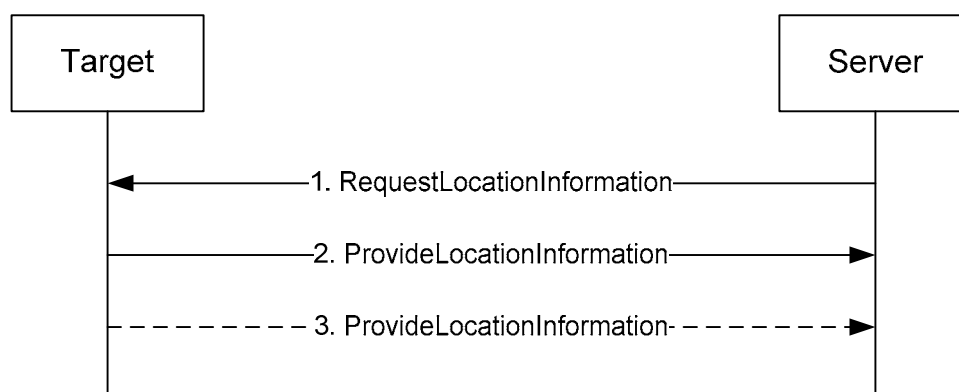 Target
Server
1. RequestLocationInformation
2. ProvideLocationInformation
3. ProvideLocationInformation